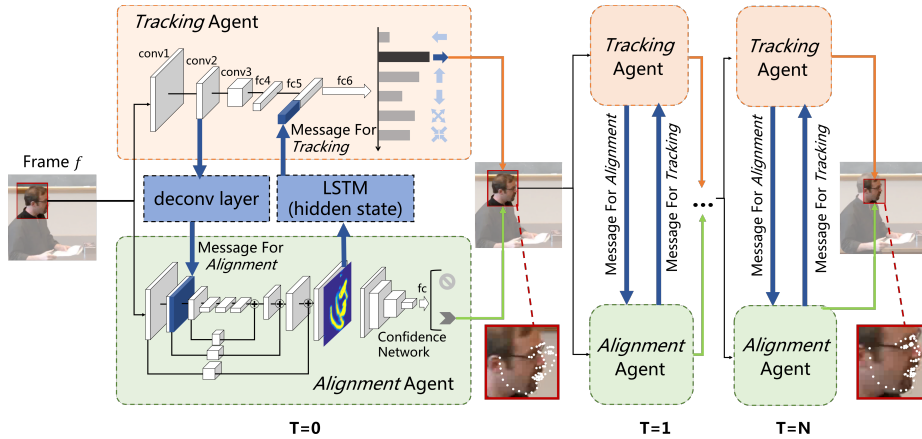 Tracking Agent
conv1
conv2
conv3
fc4
fc5
fc6
Message For
Tracking
Frame f
deconv layer
LSTM
(hidden state)
Message For
Alignment
fc
Confidence
Network
Alignment Agent
T=0
Tracking
Agent
Message For Alignment
Message For Tracking
Alignment
Agent
T=1
...
Tracking
Agent
Message For Alignment
Message For Tracking
Alignment
Agent
T=N